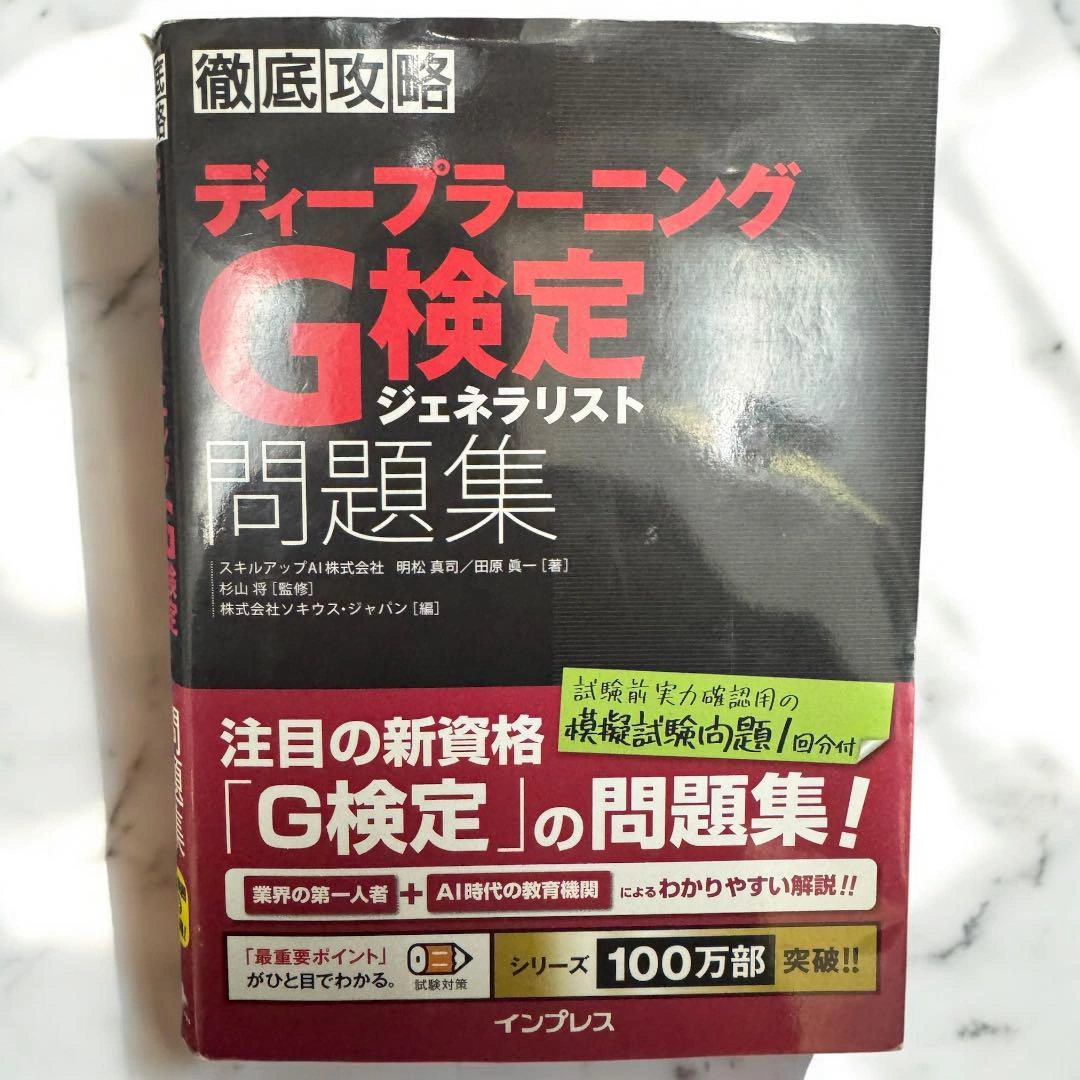 徹底攻略
ディープラーニング
G検定
ジェネラリスト
問題集
スキルアップAI株式会社 明松 真司／田原 眞一［著］
杉山 将［監修］
株式会社ソキウス・ジャパン［編］
試験前実力確認用の
模擬試験問題1回分付
注目の新資格
「G検定」の問題集！
業界の第一人者＋AI時代の教育機関によるわかりやすい解説!!
「最重要ポイント」
がひと目でわかる。
試験対策
シリーズ100万部突破!!
インプレス